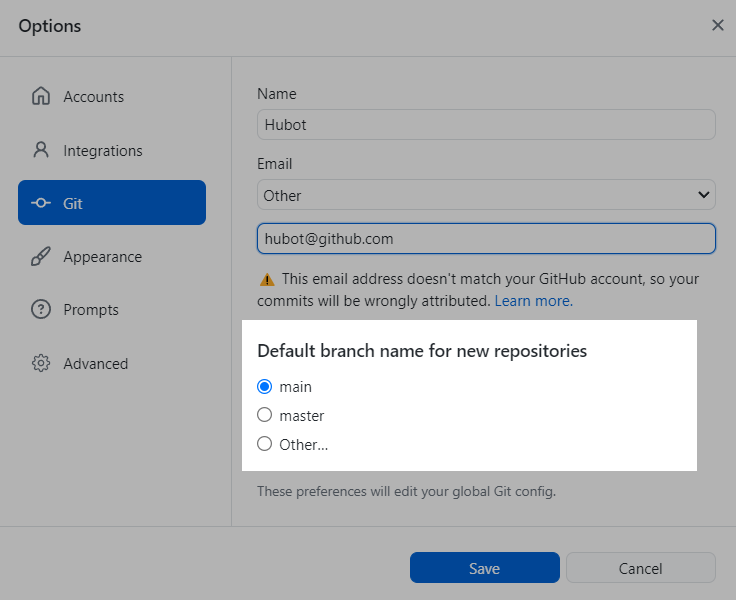 Options
Accounts
Integrations
Git
Appearance
Prompts
Advanced
Name
Hubot
Email
Other
hubot@github.com
This email address doesn't match your GitHub account, so your
commits will be wrongly attributed. Learn more.
Default branch name for new repositories
main
master
Other...
These preferences will edit your global Git config.
Save
Cancel